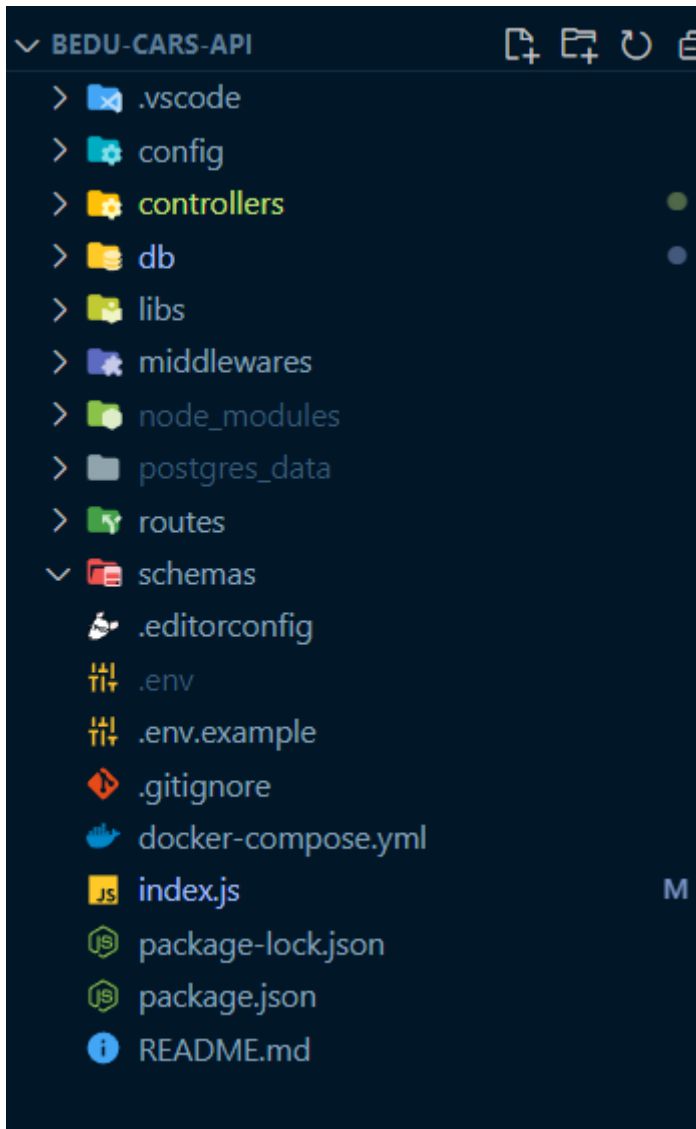 BEDU-CARS-API
.vscode
config
controllers
db
libs
middlewares
node_modules
postgres_data
routes
schemas
.editorconfig
.env
.env.example
.gitignore
docker-compose.yml
JS index.js M
package-lock.json
package.json
README.md